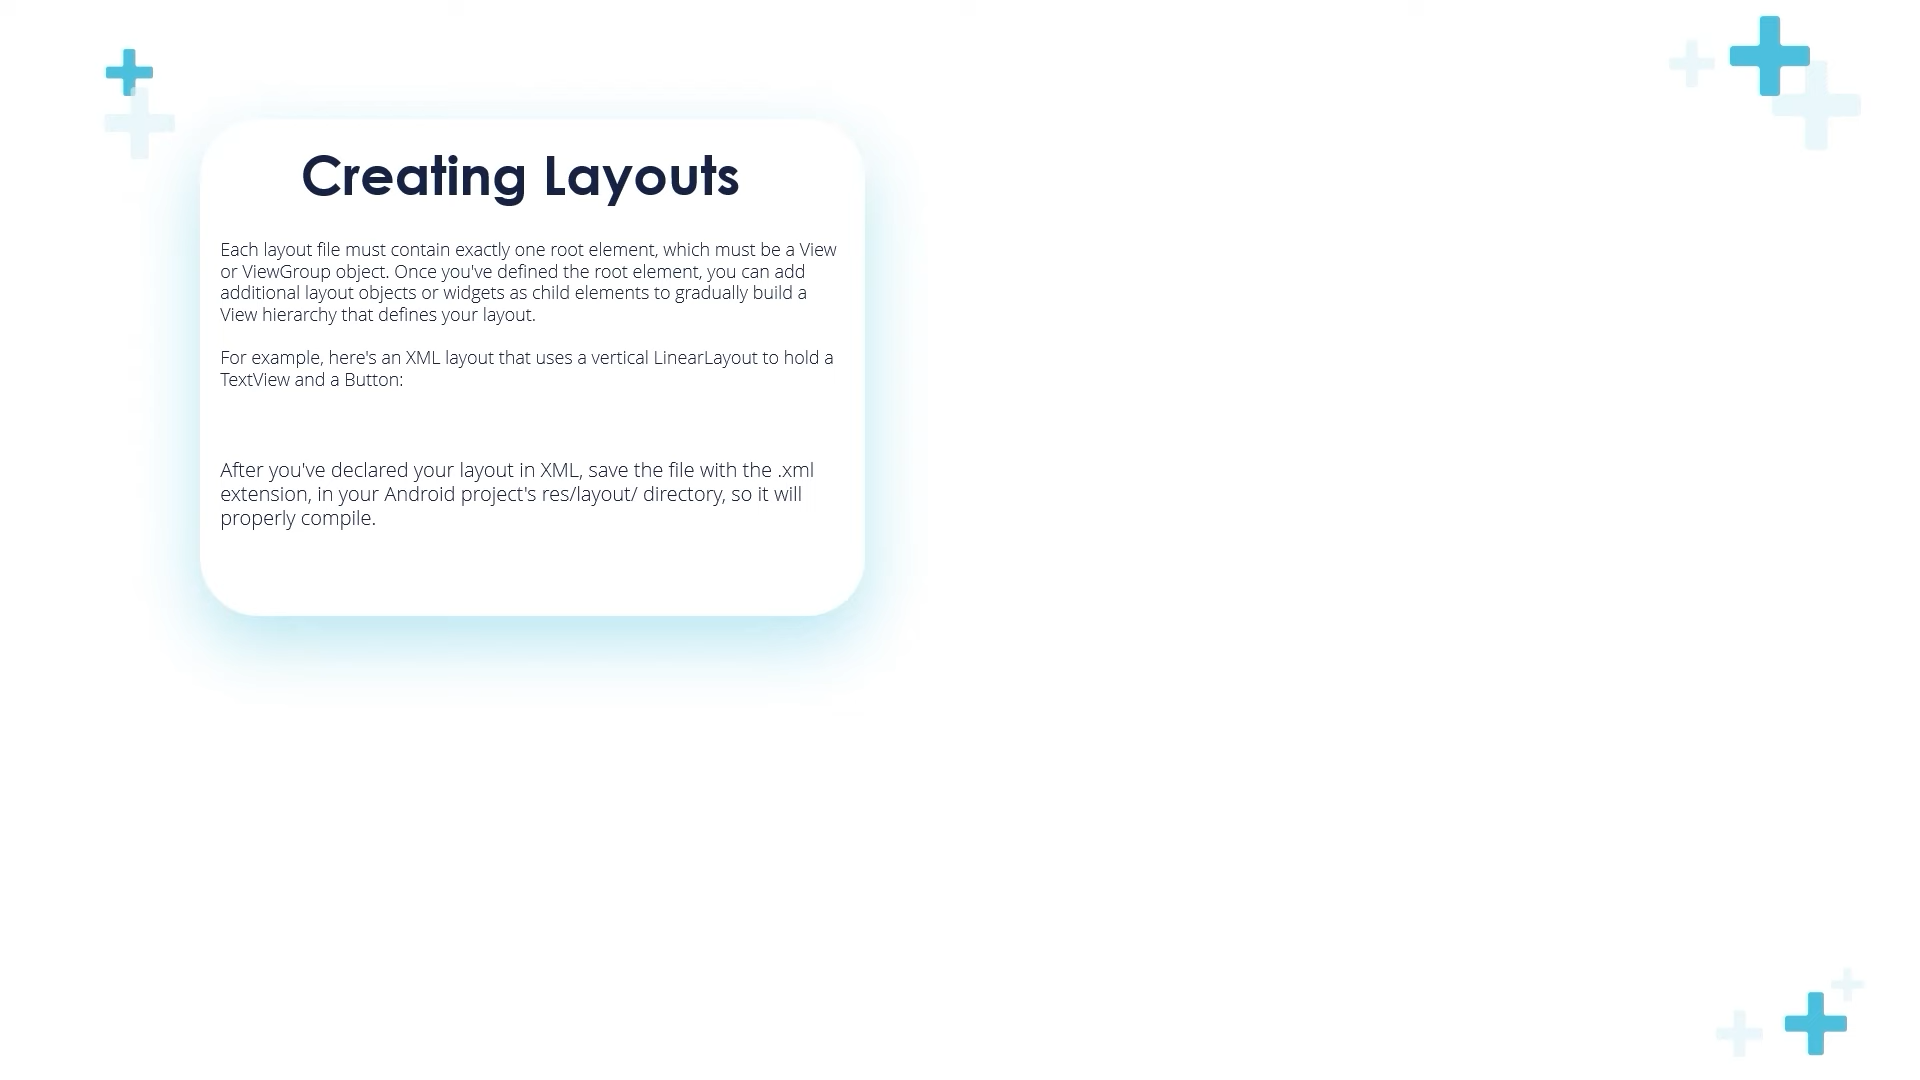 Creating Layouts
Each layout file must contain exactly one root element, which must be a View
or ViewGroup object. Once you've defined the root element, you can add
additional layout objects or widgets as child elements to gradually build a
View hierarchy that defines your layout.
For example, here's an XML layout that uses a vertical LinearLayout to hold a
TextView and a Button:
After you've declared your layout in XML, save the file with the .xml
extension, in your Android project's res/layout/ directory, so it will
properly compile.